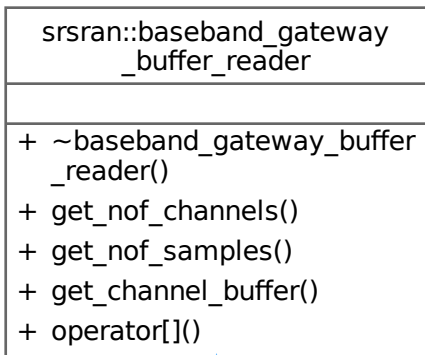 srsran::baseband_gateway
_buffer_reader
+ ~baseband_gateway_buffer
_reader()
+ get_nof_channels()
+ get_nof_samples()
+ get_channel_buffer()
+ operator[]()